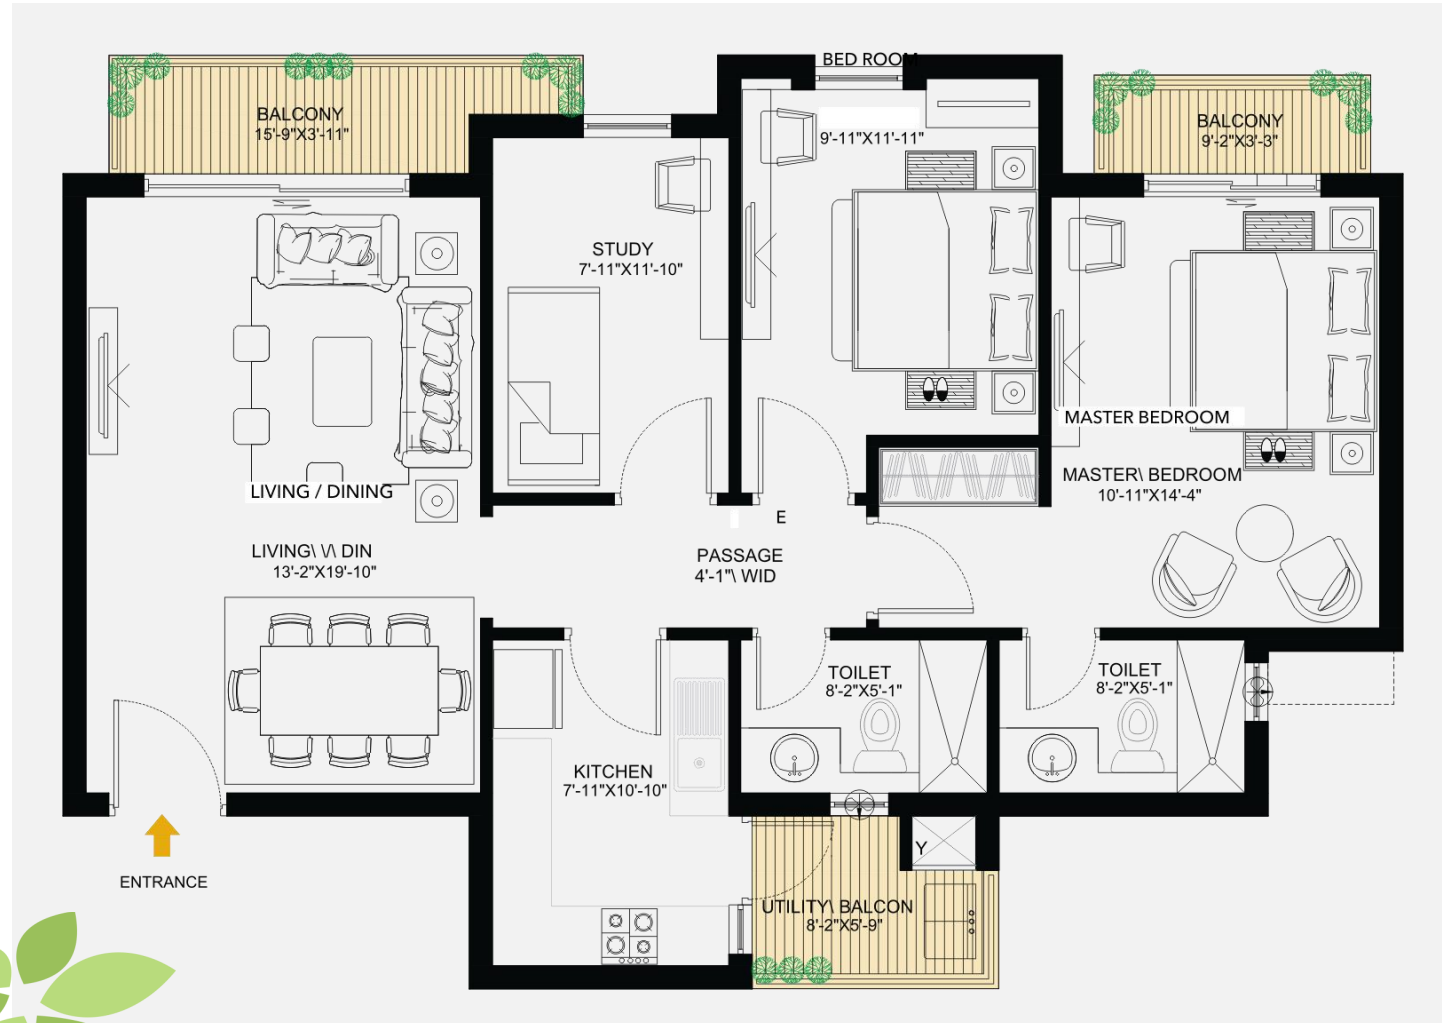 BED ROOM
BALCONY
15'-9"X3'-11"
9'-11"X11'-11"
BALCONY
9'-2"X3'-3"
STUDY
7'-11"X11'-10"
MASTER BEDROOM
MASTER\ BEDROOM
10'-11"X14'-4"
LIVING / DINING
LIVING\ \/\ DIN
13'-2"X19'-10"
E
PASSAGE
4'-1"\ WID
TOILET
8'-2"X5'-1"
TOILET
8'-2"X5'-1"
KITCHEN
7'-11"X10'-10"
Y
ENTRANCE
UTILITY\ BALCON
8'-2"X5'-9"